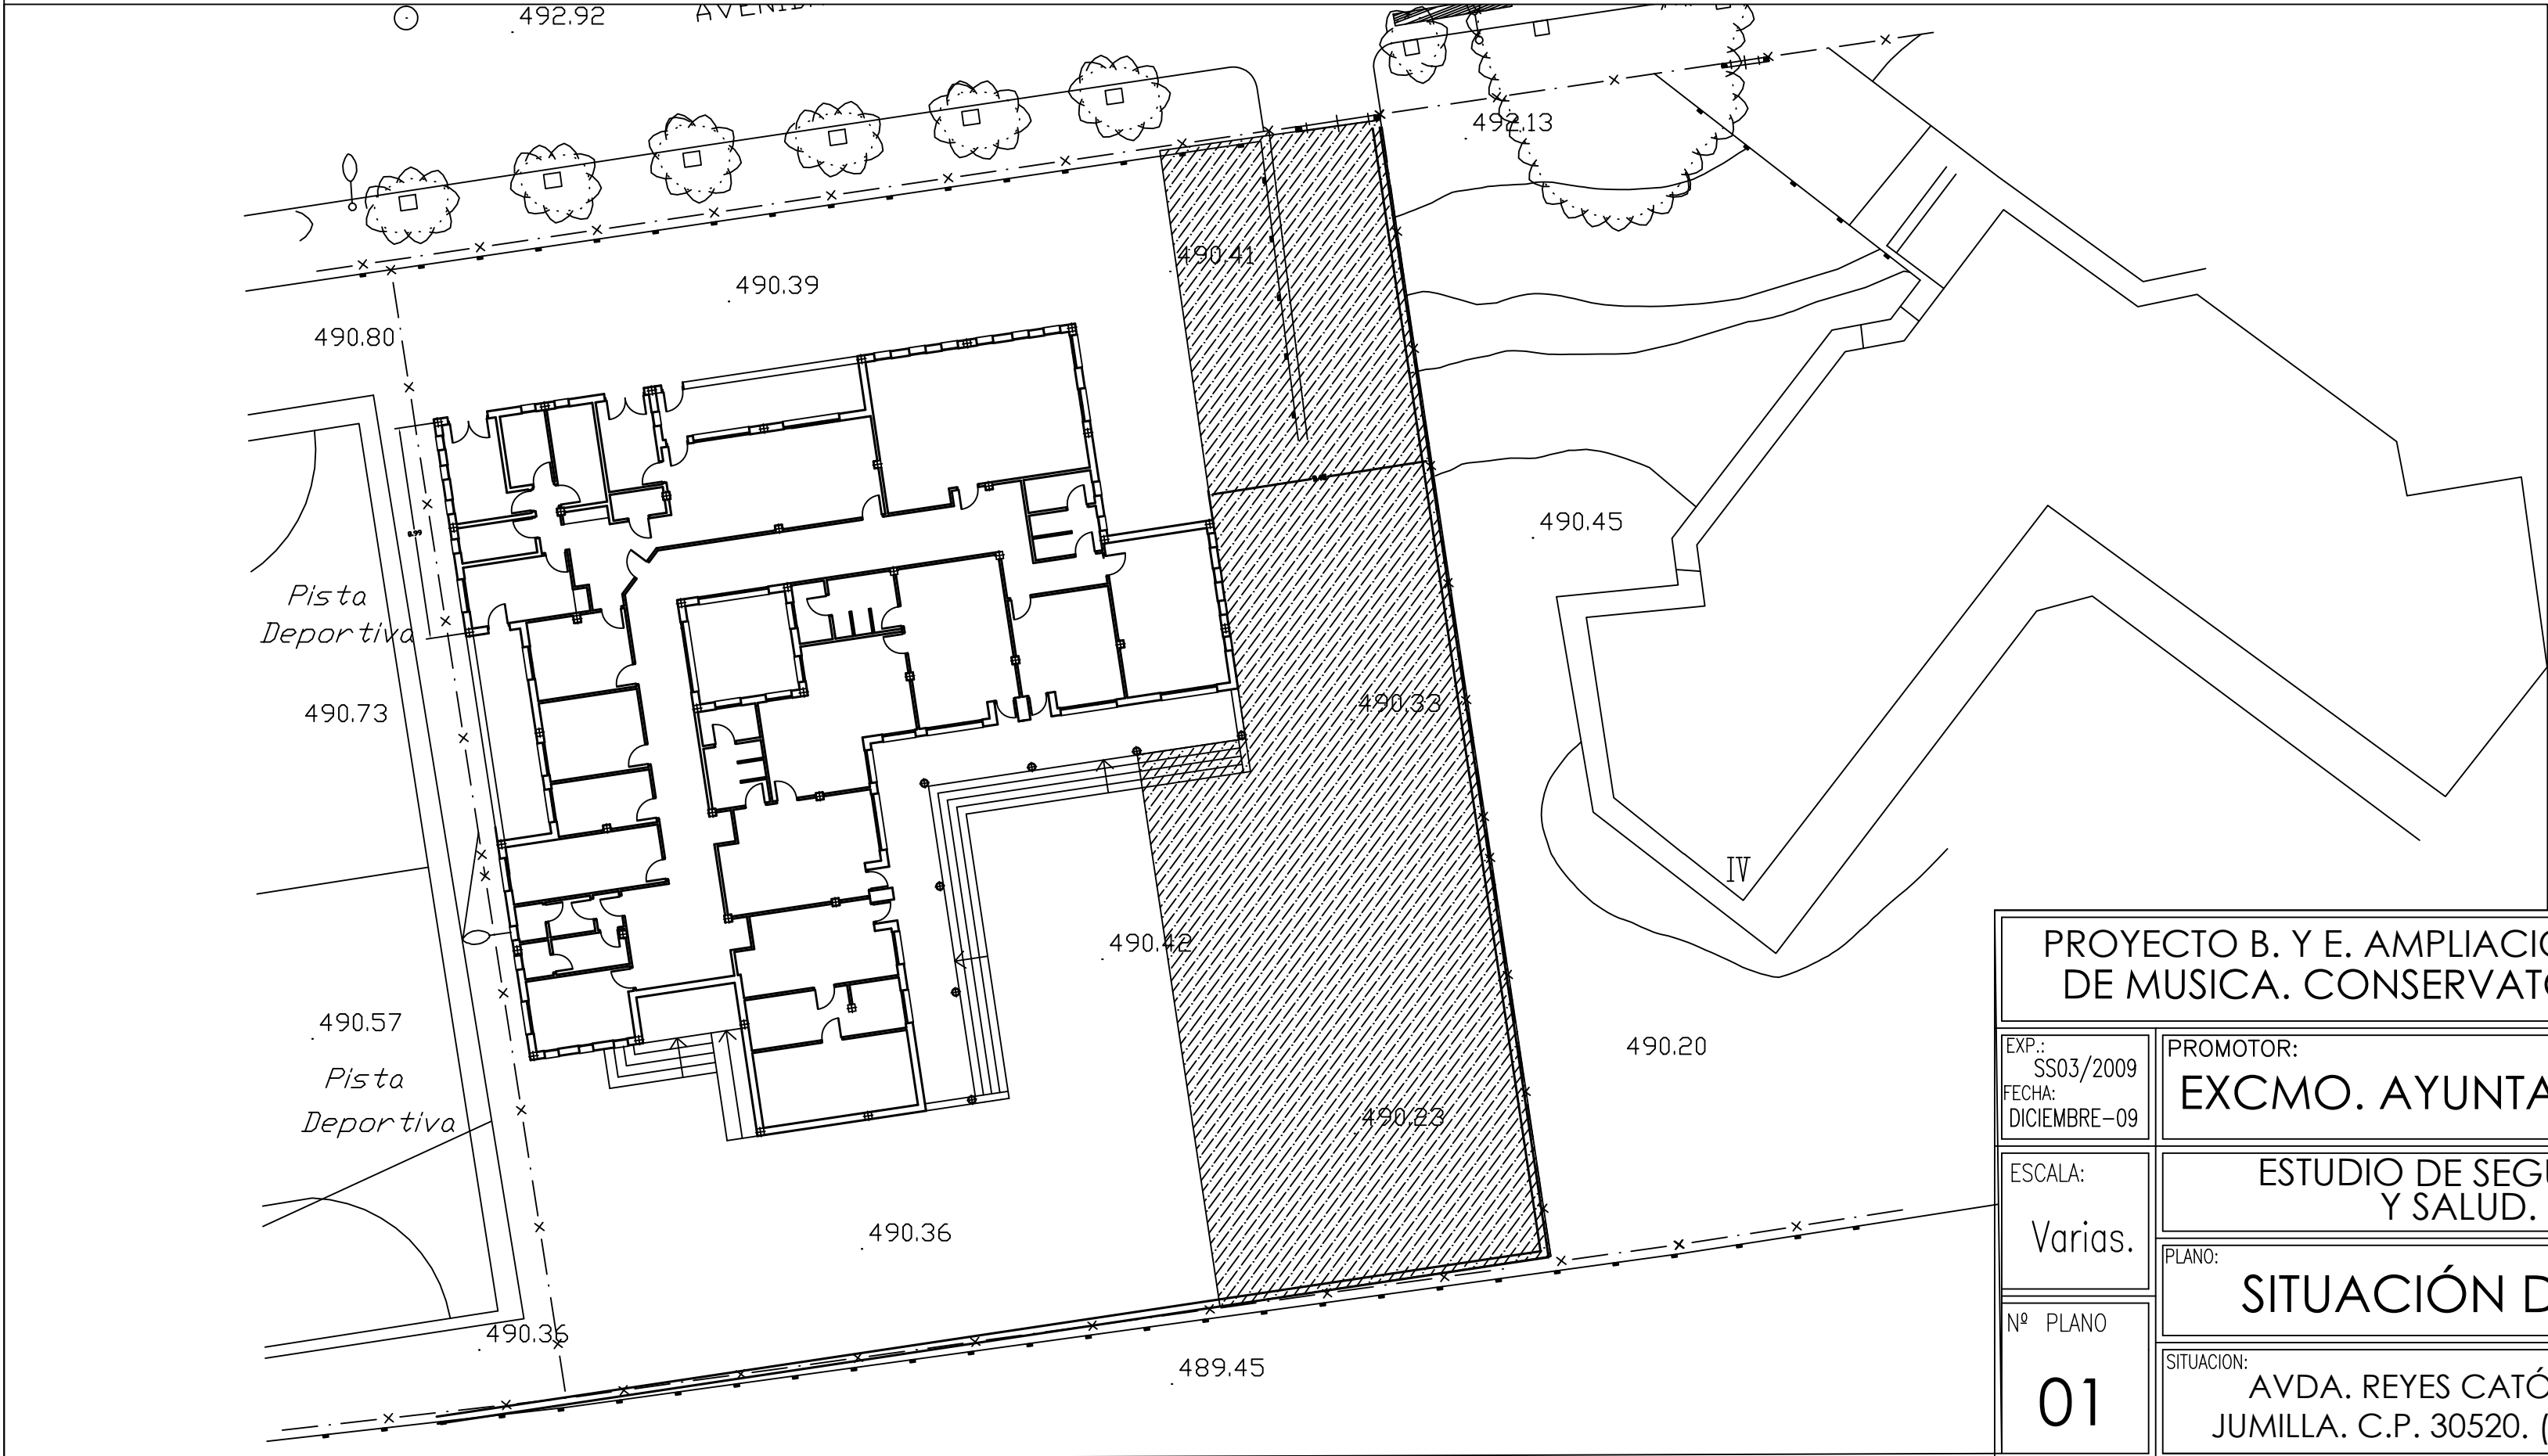 492.92
492.13
490.41
490.39
490.80
490.45
Pista
Deportiva
490.73
490.33
IV
490.42
490.57
490.20
Pista
Deportiva
490.23
490.36
490.36
489.45
PROYECTO B. Y E. AMPLIACI
DE MUSICA. CONSERVAT
EXP.:
SS03/2009
FECHA:
DICIEMBRE-09
PROMOTOR:
EXCMO. AYUNTA
ESCALA:
Varias.
ESTUDIO DE SEGU
Y SALUD.
PLANO:
SITUACIÓN D
Nº PLANO
01
SITUACION:
AVDA. REYES CATÓ
JUMILLA. C.P. 30520. (